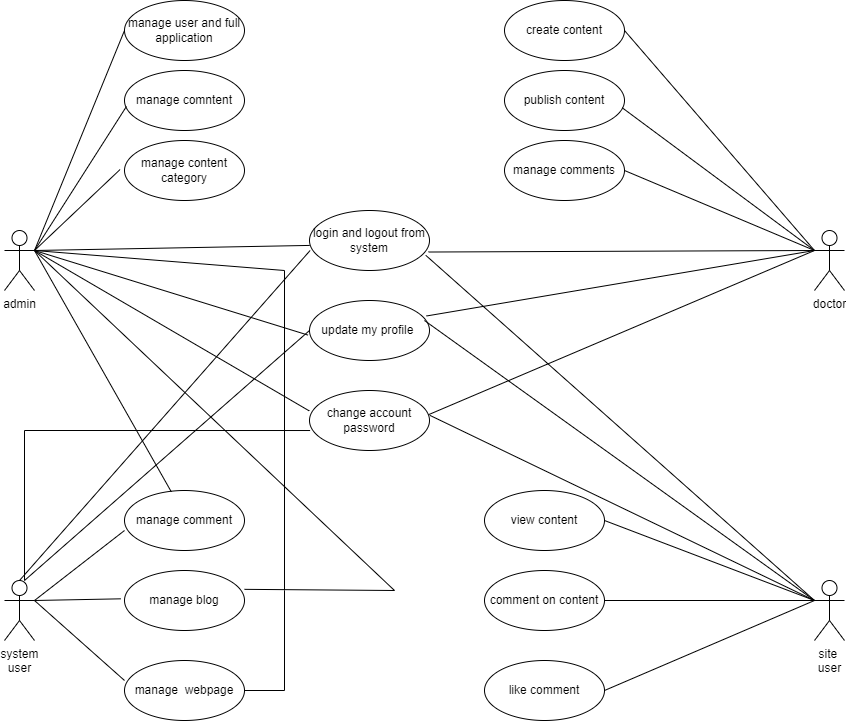 manage user and full
application
create content
manage comntent
publish content
manage content
category
manage comments
login and logout from
system
admin
doctor
update my profile
change account
password
manage comment
view content
manage blog
comment on content
system
user
site
user
manage  webpage
like comment